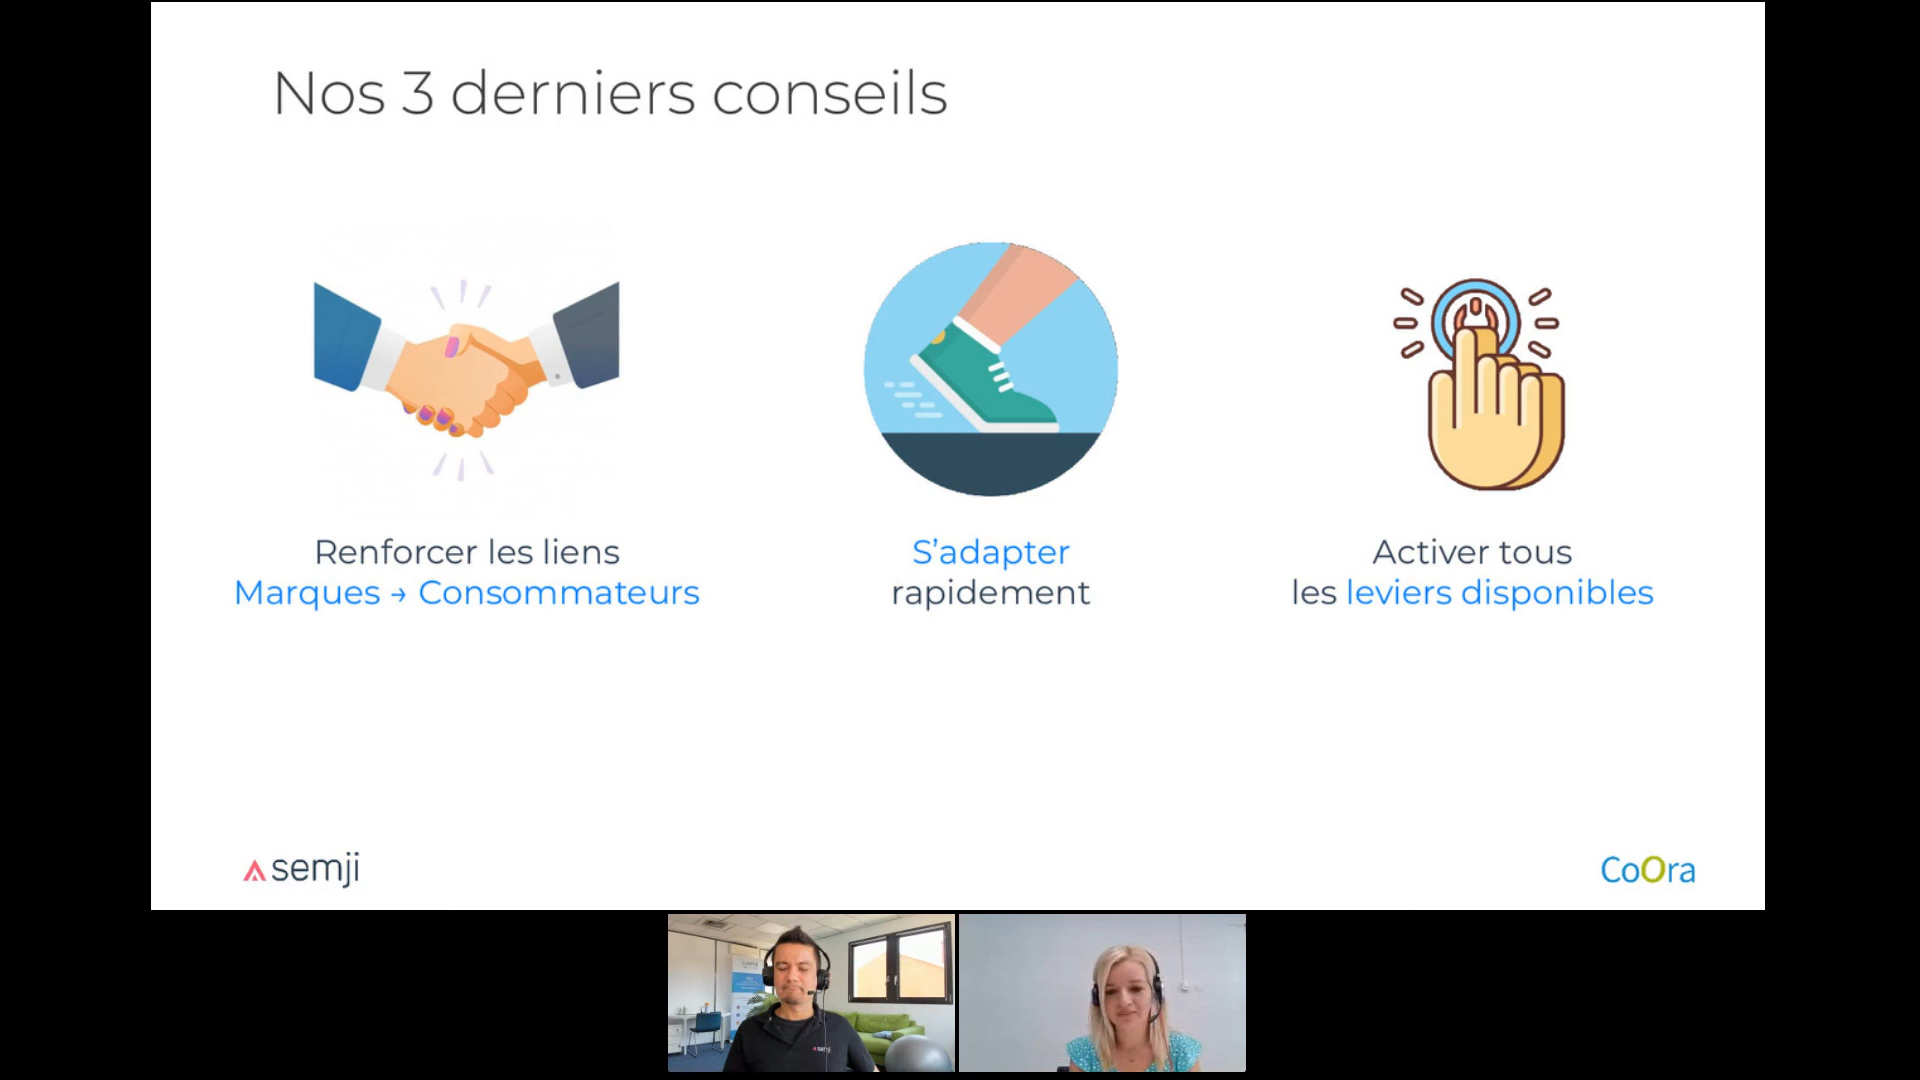 Nos 3 derniers conseils
Renforcer les liens
Marques → Consommateurs
S’adapter
rapidement
Activer tous
les leviers disponibles
semji
CoOra